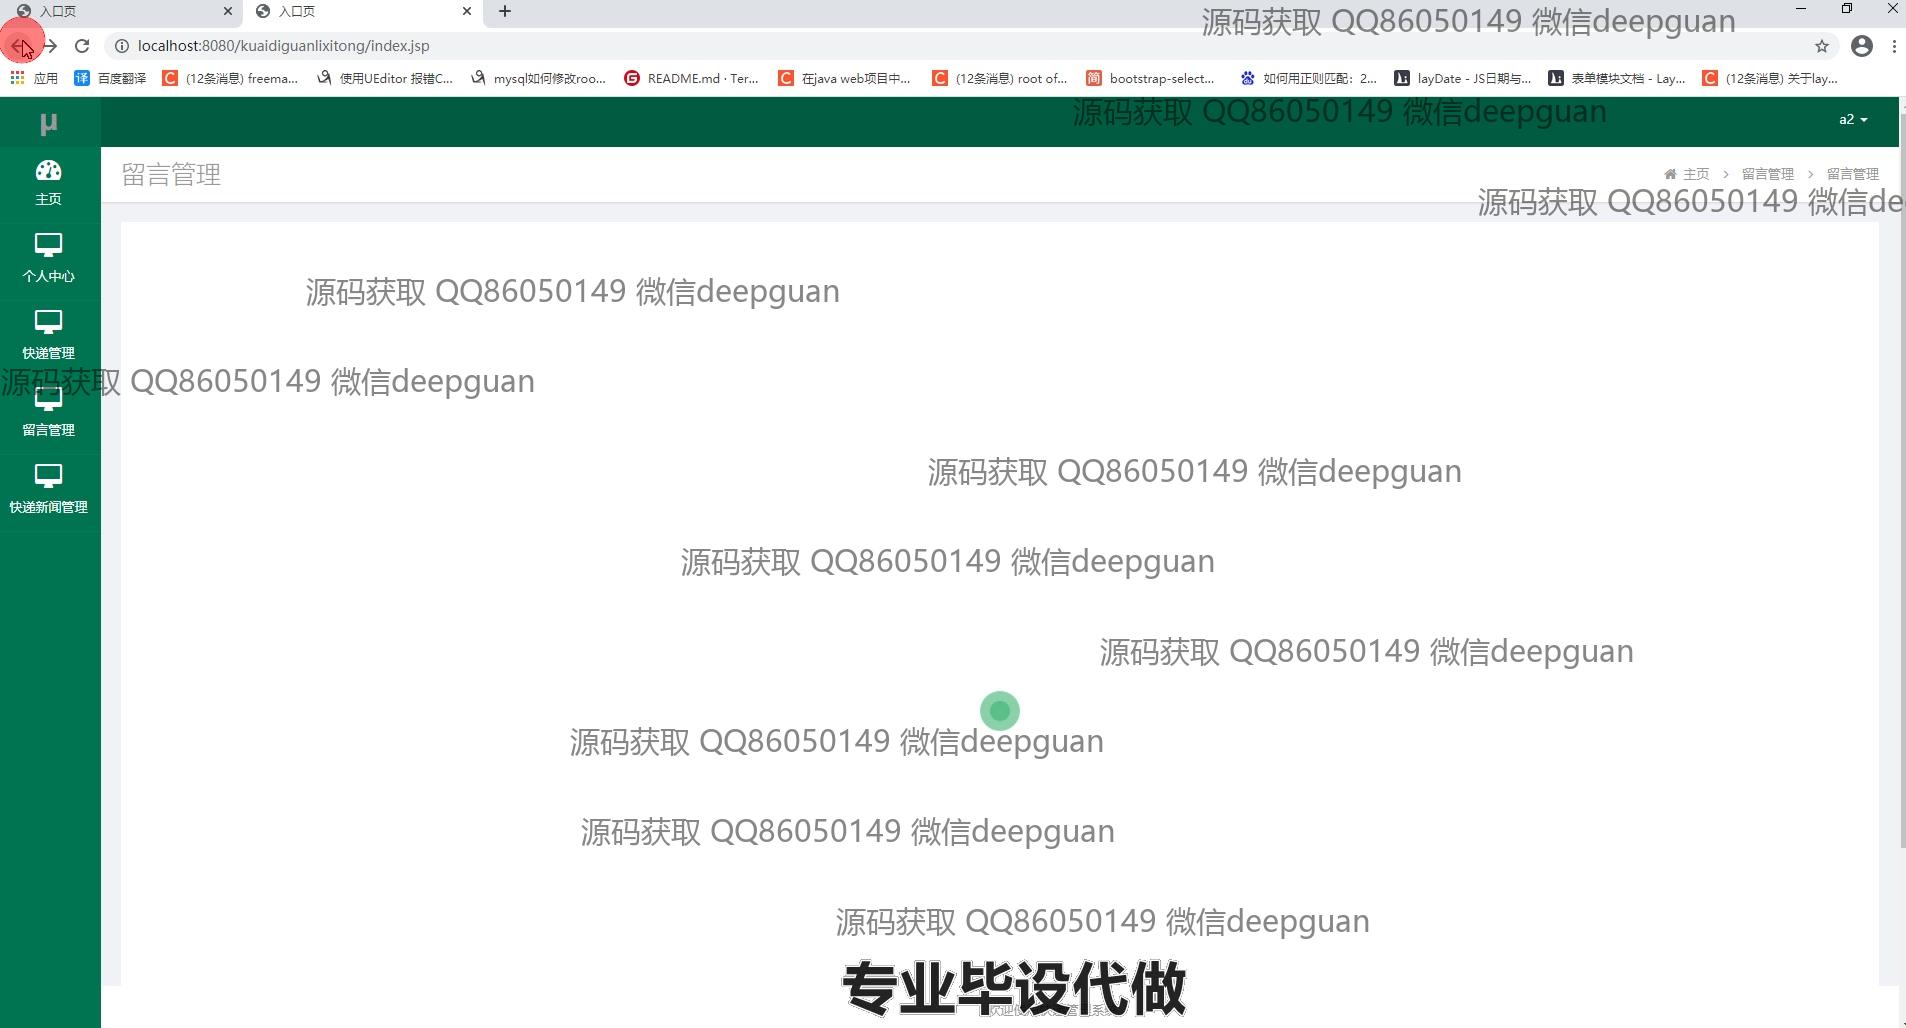 入口页
入口页
源码获取 QQ86050149 微信deepguan
localhost:8080/kuaidiguanlixitong/index.jsp
应用
百度翻译
(12条消息) freema...
使用UEditor 报错C...
mysql如何修改roo...
README.md · Ter...
在java web项目中...
(12条消息) root of...
bootstrap-select...
如何用正则匹配：2...
layDate - JS日期与...
表单模块文档 - Lay...
(12条消息) 关于lay...
源码获取 QQ86050149 微信deepguan
μ
a2
主页
留言管理
主页 > 留言管理 > 留言管理
源码获取 QQ86050149 微信de
个人中心
源码获取 QQ86050149 微信deepguan
快递管理
源码获取 QQ86050149 微信deepguan
留言管理
源码获取 QQ86050149 微信deepguan
快递新闻管理
源码获取 QQ86050149 微信deepguan
源码获取 QQ86050149 微信deepguan
源码获取 QQ86050149 微信deepguan
源码获取 QQ86050149 微信deepguan
源码获取 QQ86050149 微信deepguan
专业毕设代做